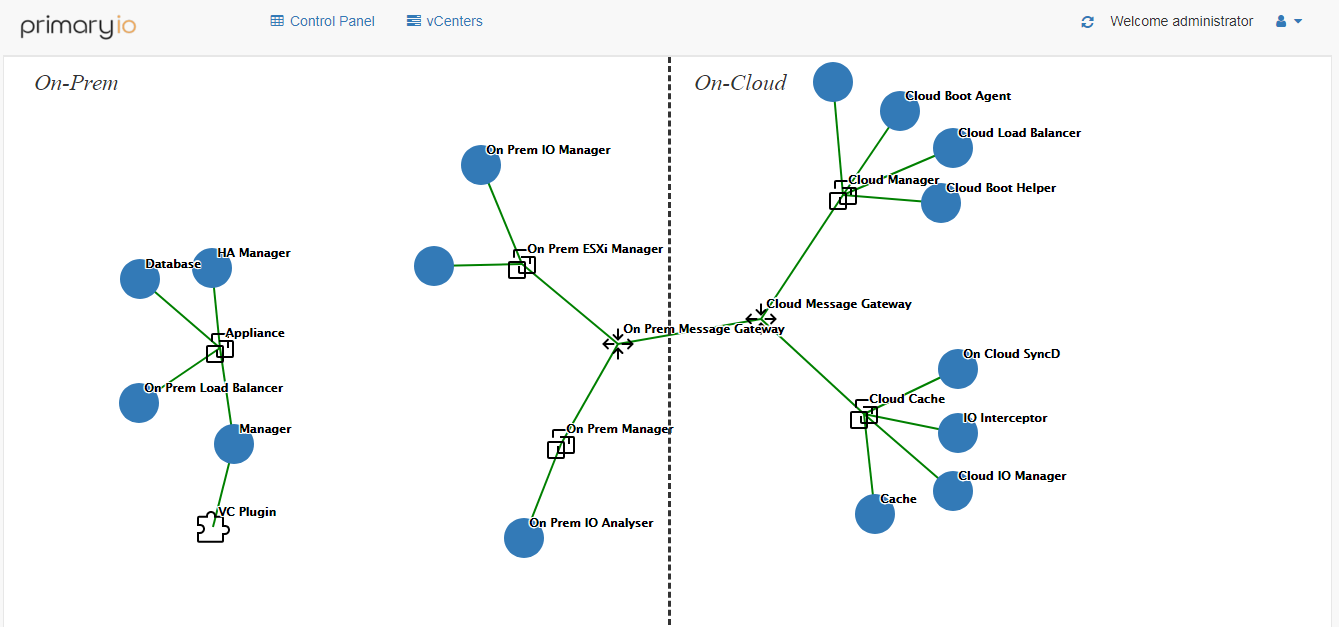 primaryio
Control Panel
vCenters
Welcome administrator
On-Prem
On-Cloud
Cloud Boot Agent
Cloud Load Balancer
Cloud Manager
Cloud Boot Helper
On Prem IO Manager
On Prem ESXi Manager
HA Manager
Database
Appliance
On Prem Load Balancer
Manager
VC Plugin
On Prem Message Gateway
Cloud Message Gateway
On Prem Manager
On Prem IO Analyser
On Cloud SyncD
Cloud Cache
IO Interceptor
Cloud IO Manager
Cache